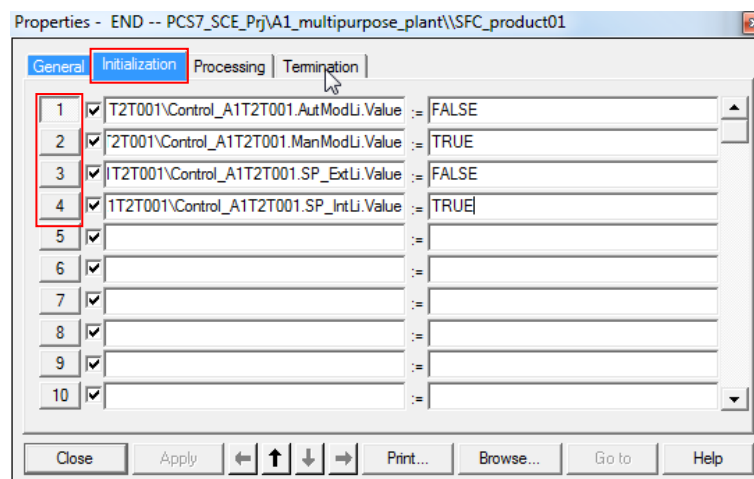 Properties - END -- PCS7_SCE_Prj\A1_multipurpose_plant\\SFC_product01
General Initialization Processing Termination
1 T2T001\Control_A1T2T001.AutModLi.Value := FALSE
2 2T001\Control_A1T2T001.ManModLi.Value := TRUE
3 1T2T001\Control_A1T2T001.SP_ExtLi.Value := FALSE
4 1T2T001\Control_A1T2T001.SP_IntLi.Value := TRUE
5 :=
6 :=
7 :=
8 :=
9 :=
10 :=
Close Apply Print... Browse... Go to Help